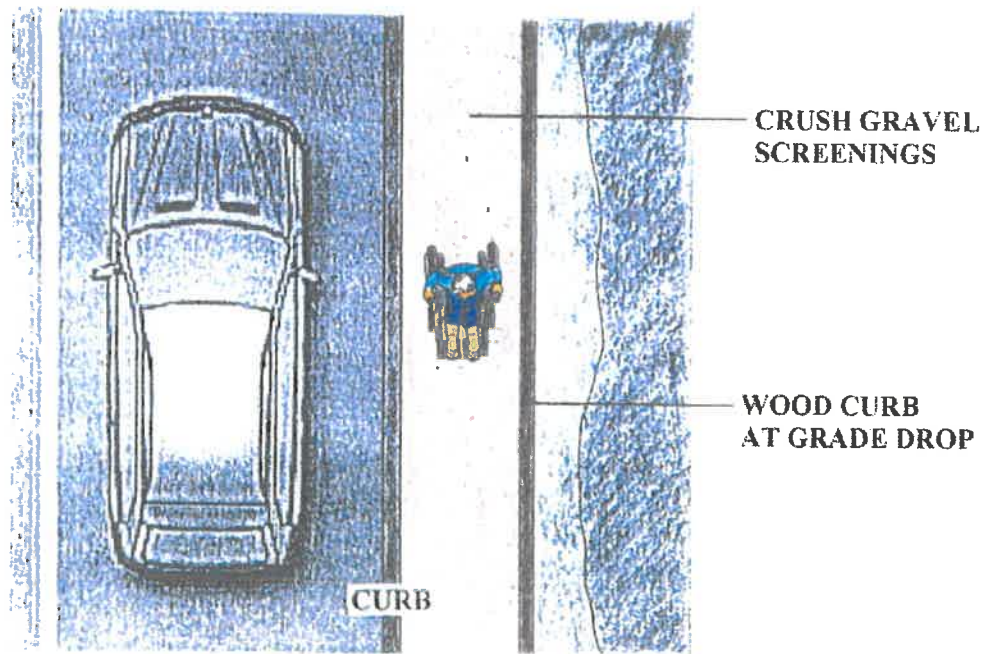 CRUSH GRAVEL
SCREENINGS
WOOD CURB
AT GRADE DROP
CURB